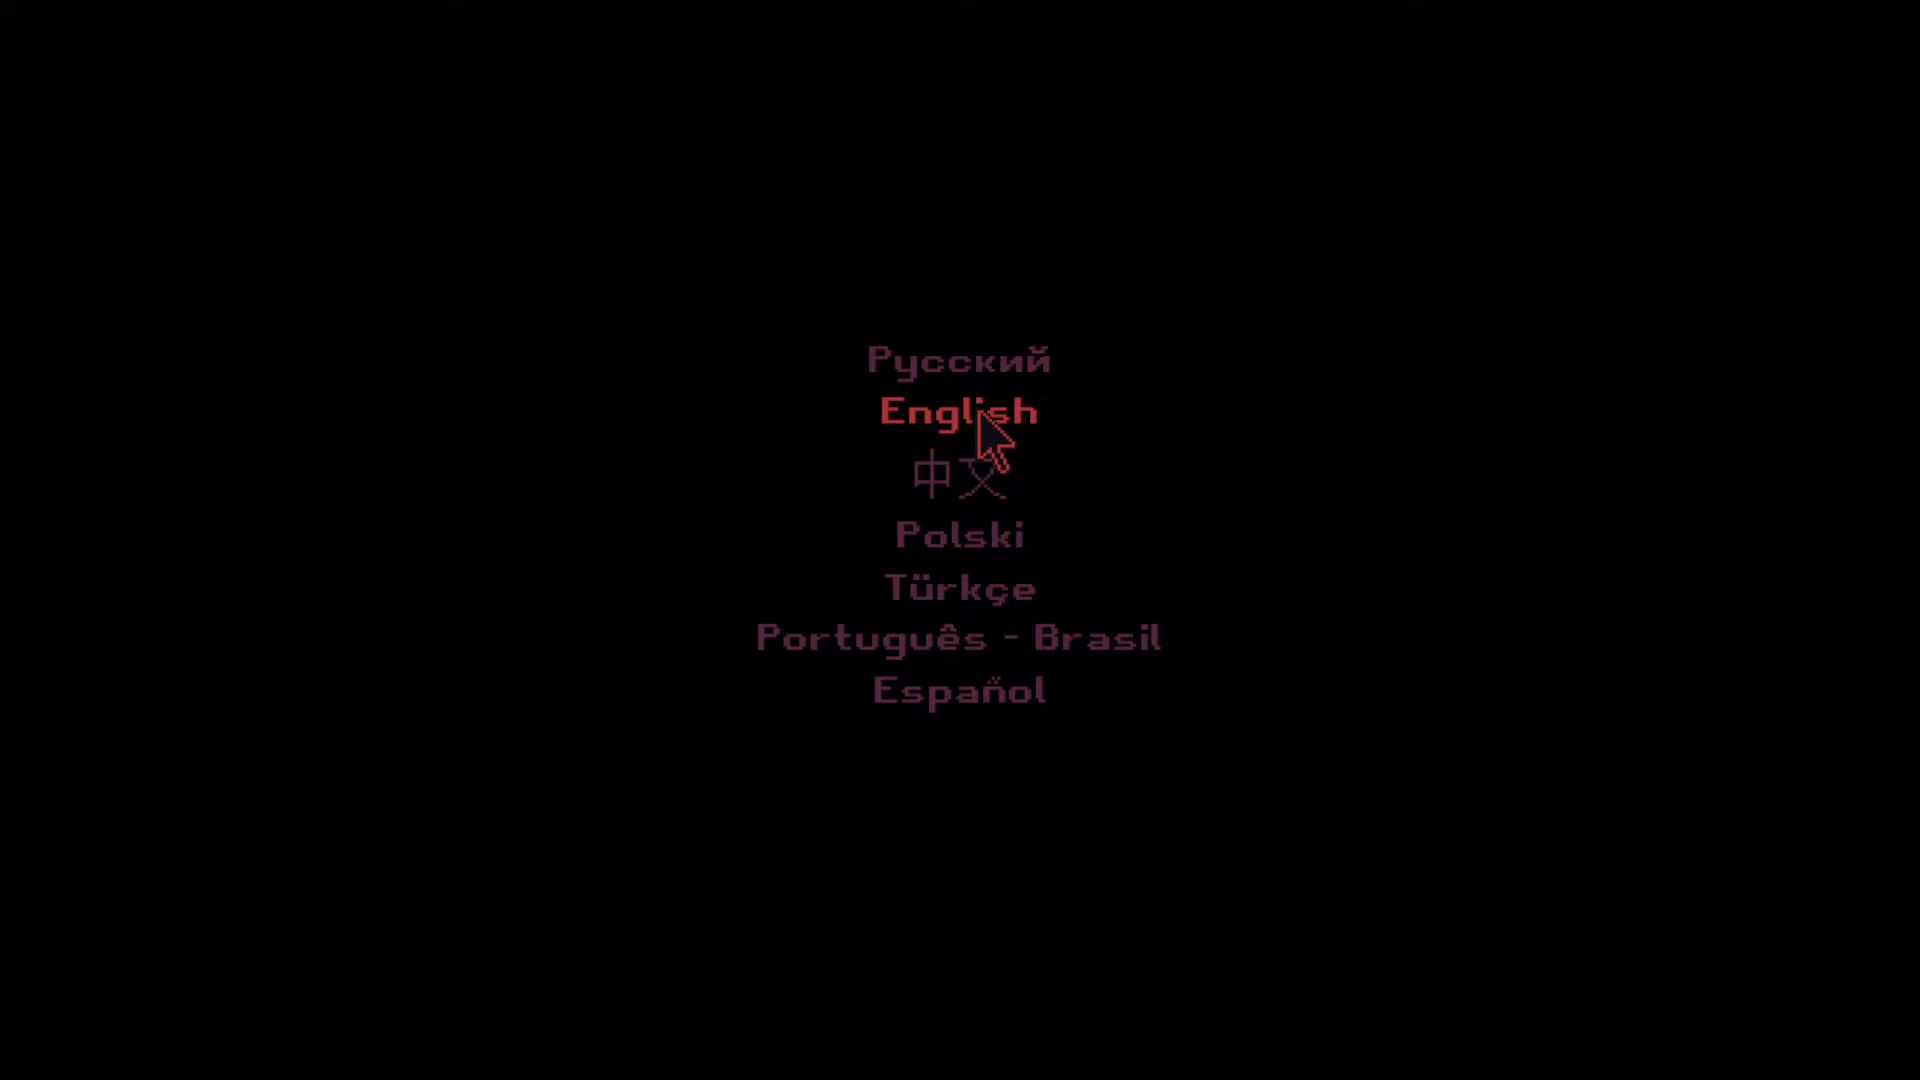 Русский
English
中文
Polski
Türkçe
Português - Brasil
Español